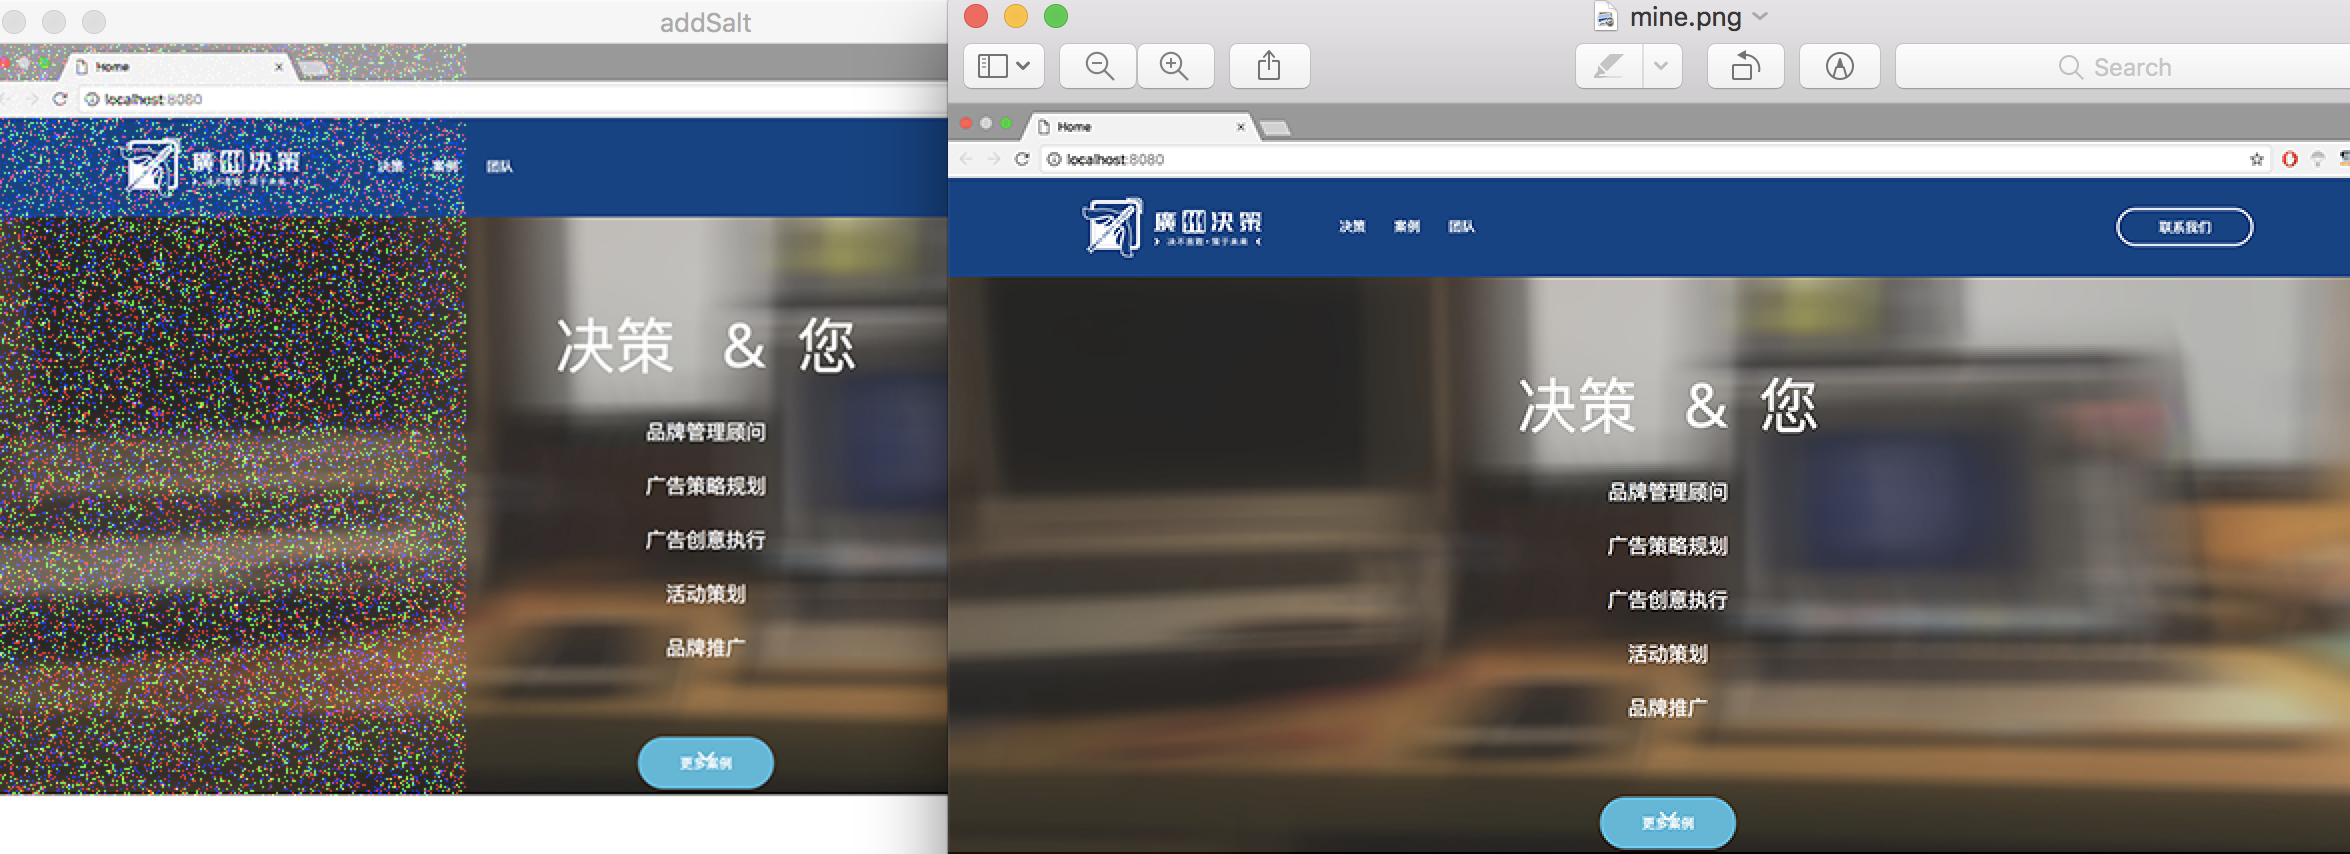 addSalt
Home
localhost:8080
廣州决策
决策 案例 团队
决策 & 您
品牌管理顾问
广告策略规划
广告创意执行
活动策划
品牌推广
更多案例
mine.png
Search
Home
localhost:8080
廣州决策
决策 案例 团队
联系我们
决策 & 您
品牌管理顾问
广告策略规划
广告创意执行
活动策划
品牌推广
更多案例